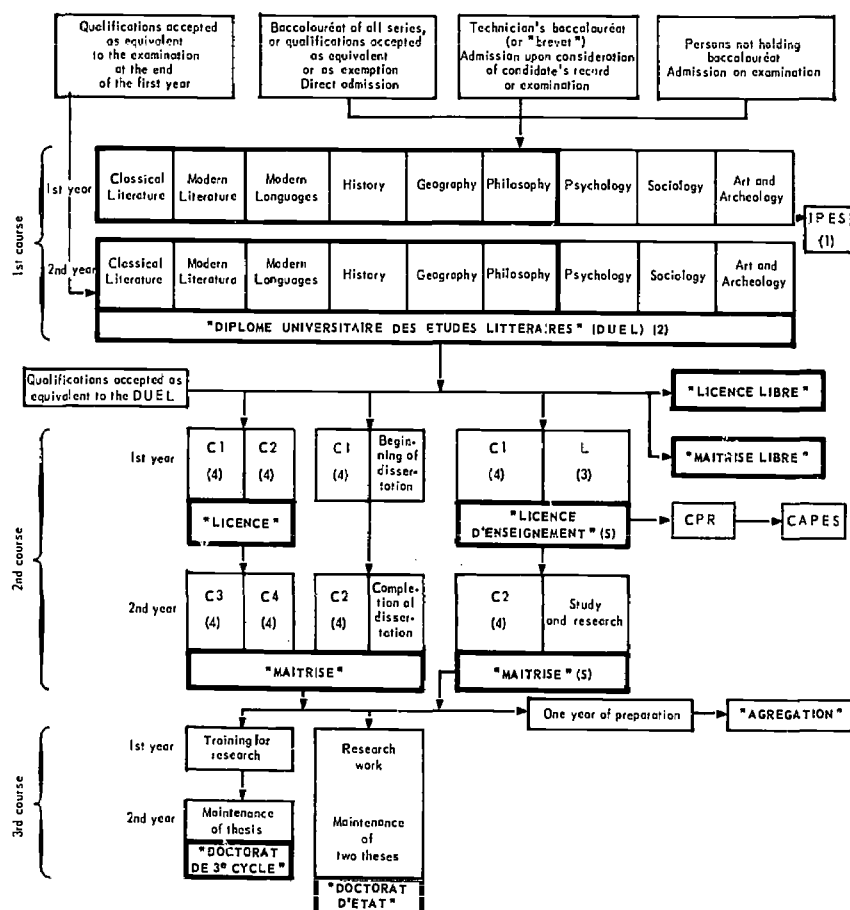 Qualifications accepted
as equivalent
to the examination
at the end
of the first year
Baccalouréat of all series,
or qualifications accepted
as equivalent
or as exemption
Direct admission
Technician's baccalauréat
(or "brevet")
Admission upon consideration
of candidate's record
or examination
Persons not holding
baccalauréat
Admission on examination
1st course
1st year
Classical
Literature
Modern
Literature
Modern
Languages
History
Geography
Philosophy
Psychology
Sociology
Art and
Archeology
IPES
(1)
2nd year
Classical
Literature
Modern
Literatura
Modern
Languages
History
Geography
Philosophy
Psychology
Sociology
Art and
Archeology
"DIPLOME UNIVERSITAIRE DES ETUDES LITTERAIRES" (DUEL) (2)
Qualifications accepted as
equivalent to the DUEL
"LICENCE LIBRE"
"MAITRISE LIBRE"
2nd course
1st year
C1
(4)
C2
(4)
C1
(4)
Begin-
ning of
disser-
tation
C1
(4)
L
(3)
"LICENCE"
"LICENCE
D'ENSEIGNEMENT" (5)
CPR
CAPES
2nd year
C3
(4)
C4
(4)
C2
(4)
Comple-
tion of
disser-
tation
C2
(4)
Study
and research
"MAITRISE"
"MAITRISE" (5)
One year of preparation
"AGREGATION"
3rd course
1st year
Training for
research
Research
work
2nd year
Maintenance
of thesis
Maintenance
of
two theses
"DOCTORAT
DE 3e CYCLE"
"DOCTORAT
D'ETAT"